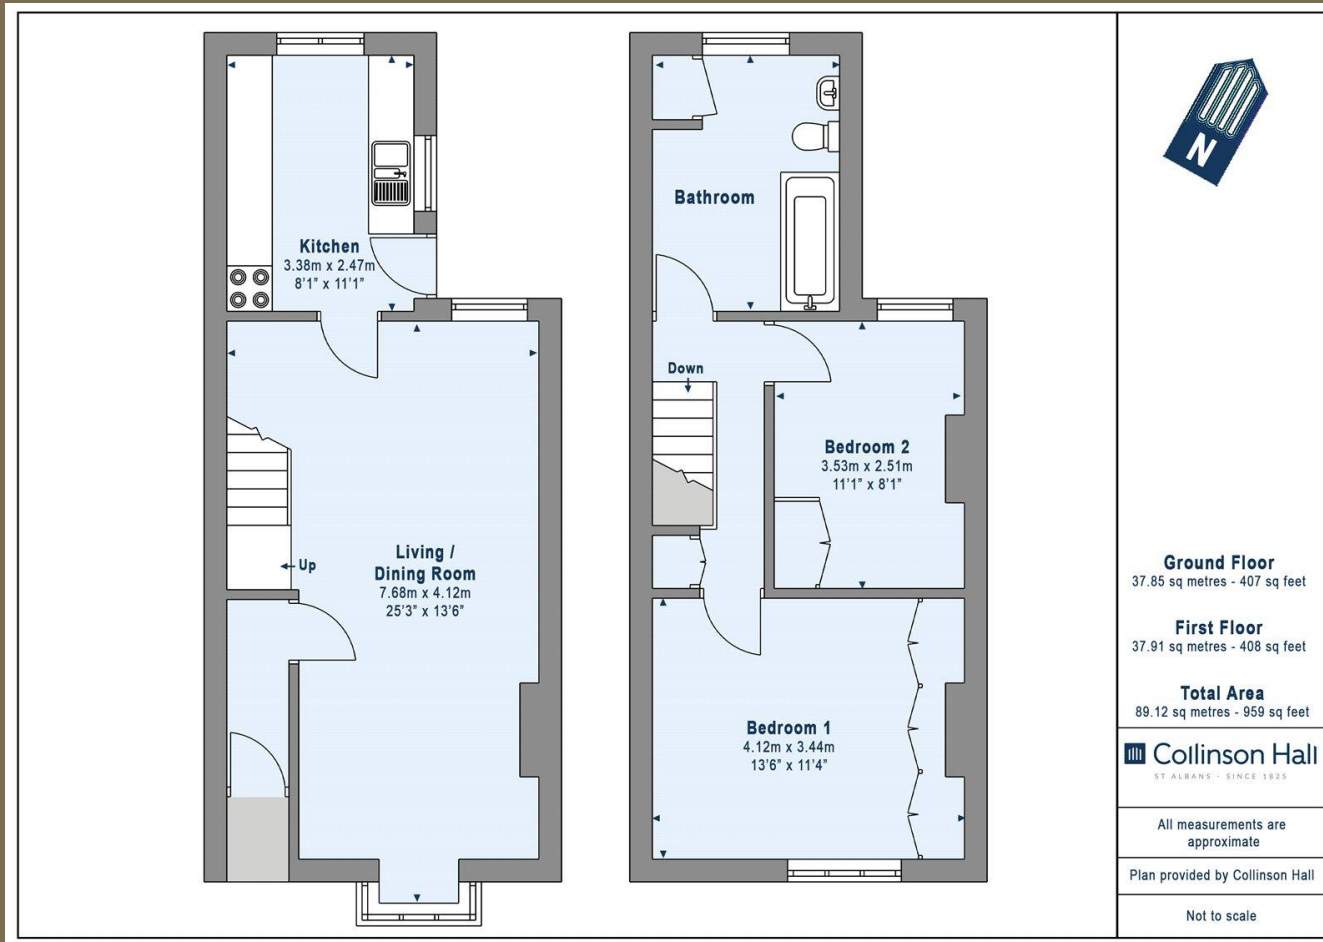 Kitchen
3.38m x 2.47m
8'1" x 11'1"
Living /
Dining Room
7.68m x 4.12m
25'3" x 13'6"
Up
Bathroom
Down
Bedroom 2
3.53m x 2.51m
11'1" x 8'1"
Bedroom 1
4.12m x 3.44m
13'6" x 11'4"
N
Ground Floor
37.85 sq metres - 407 sq feet
First Floor
37.91 sq metres - 408 sq feet
Total Area
89.12 sq metres - 959 sq feet
Collinson Hall
ST ALBANS - SINCE 1825
All measurements are
approximate
Plan provided by Collinson Hall
Not to scale